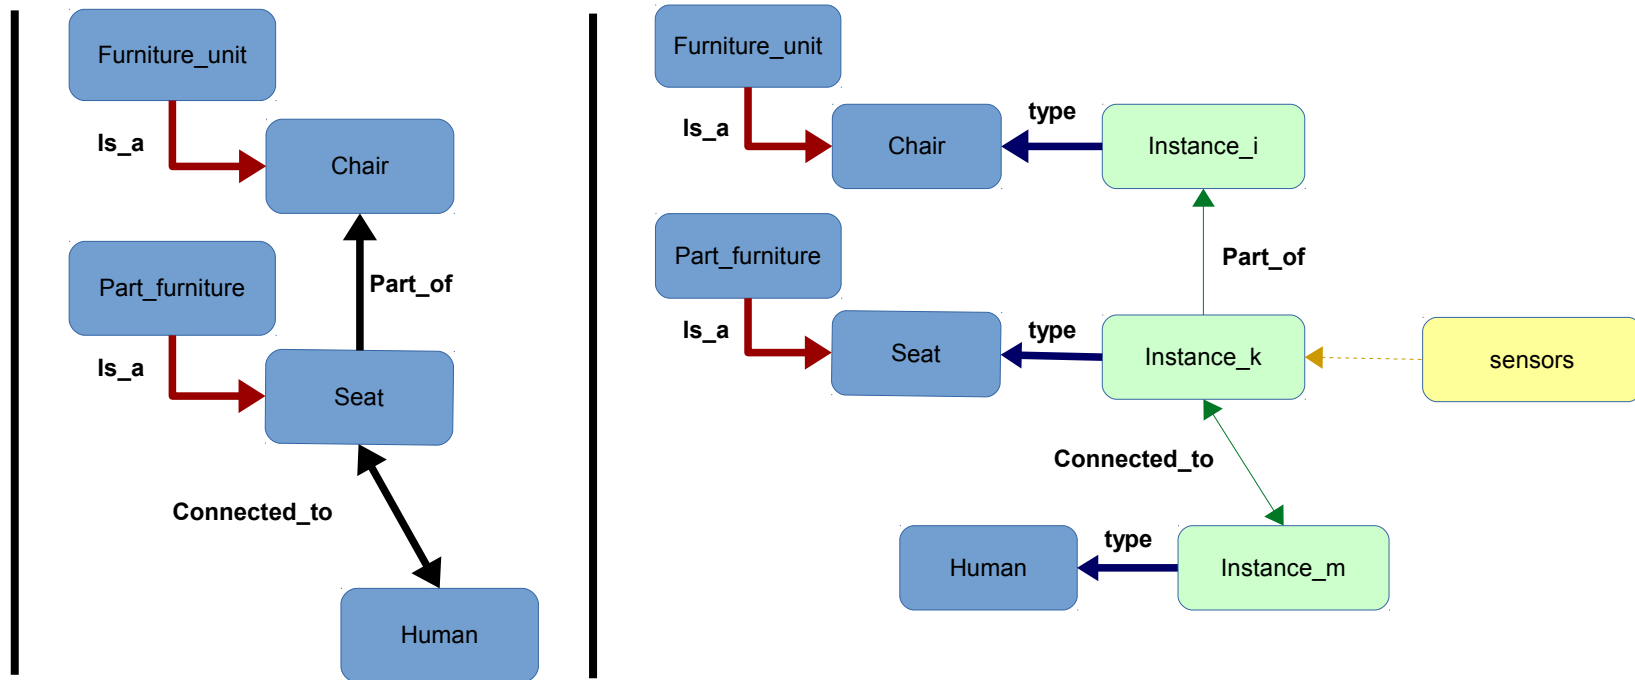 Furniture_unit
Is_a
Chair
Part_furniture
Part_of
Is_a
Seat
Connected_to
Human
Furniture_unit
Is_a
Chair
type
Instance_i
Part_furniture
Part_of
Is_a
Seat
type
Instance_k
sensors
Connected_to
Human
type
Instance_m